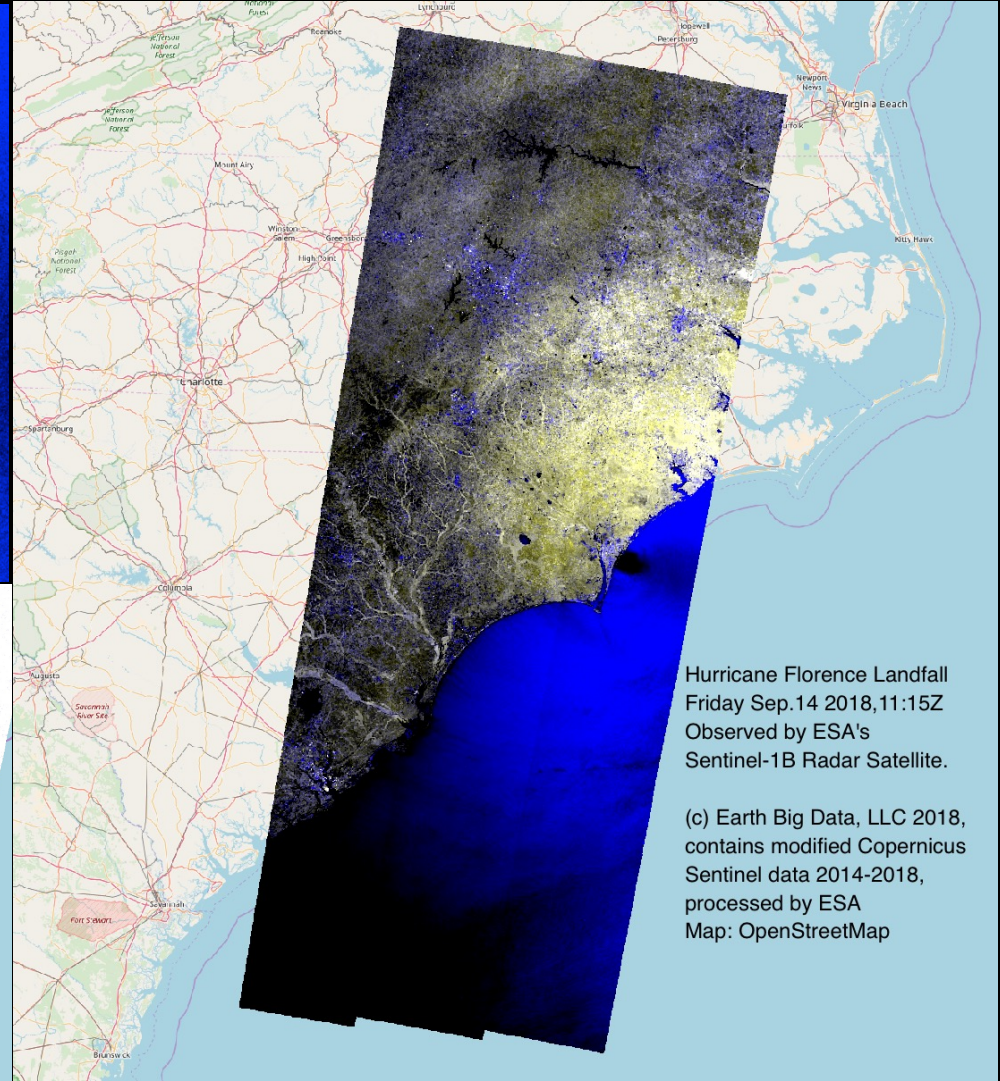 Lynchburg
Hopewell
Petersburg
Roanoke
Jefferson
National
Forest
Newport
News
Virginia Beach
Jefferson
National
Forest
Mount Airy
Winston-
Salem
Greensboro
High Point
Kitty Hawk
Pisgah
National
Forest
Charlotte
Spartanburg
Columbia
Augusta
Savannah
River Site
Hurricane Florence Landfall
Friday Sep.14 2018,11:15Z
Observed by ESA's
Sentinel-1B Radar Satellite.
(c) Earth Big Data, LLC 2018,
contains modified Copernicus
Sentinel data 2014-2018,
processed by ESA
Map: OpenStreetMap
Savannah
Fort Stewart
Brunswick